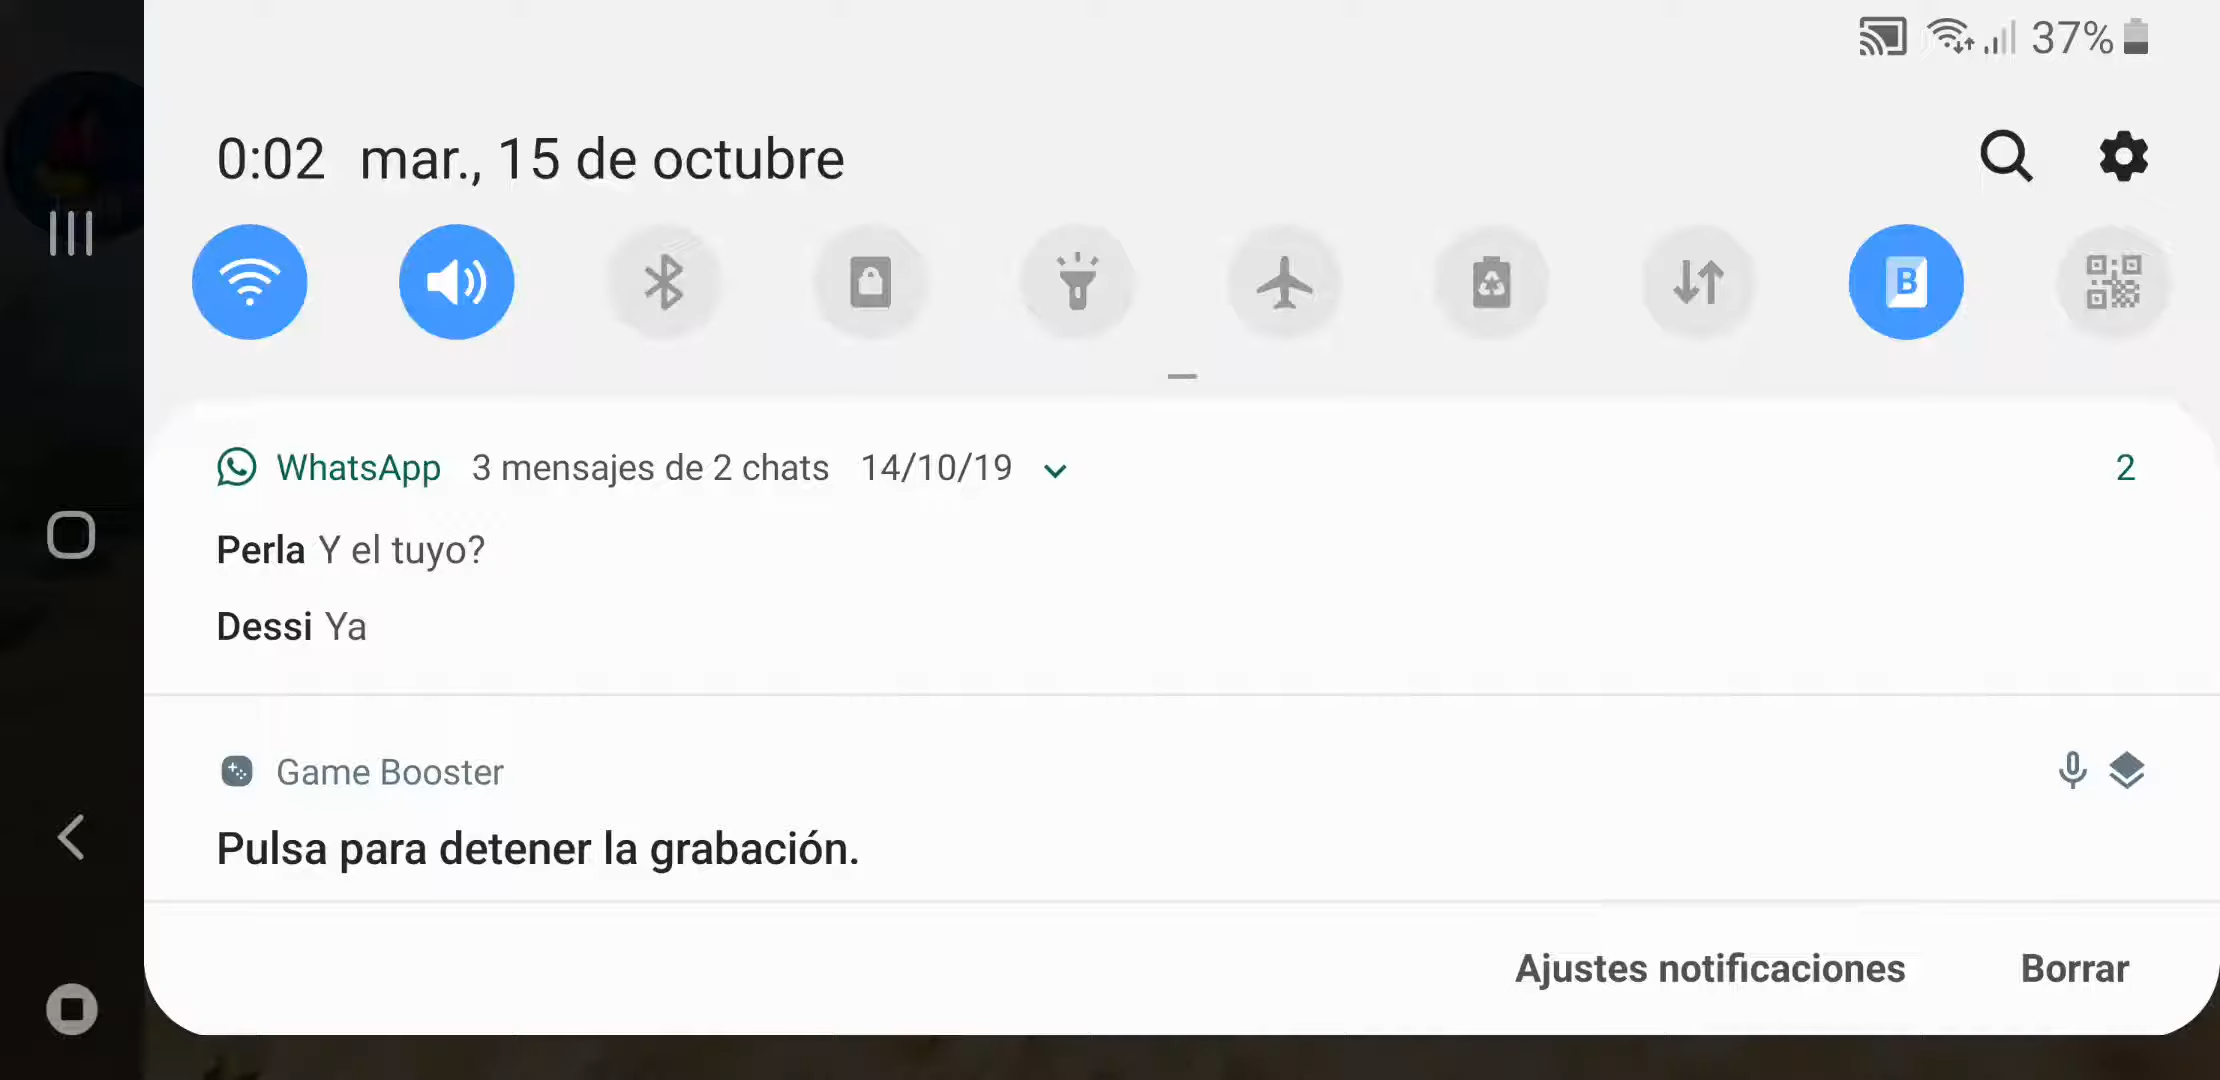 37%
0:02 mar., 15 de octubre
B
WhatsApp 3 mensajes de 2 chats 14/10/19 2
Perla Y el tuyo?
Dessi Ya
Game Booster
Pulsa para detener la grabación.
Ajustes notificaciones Borrar